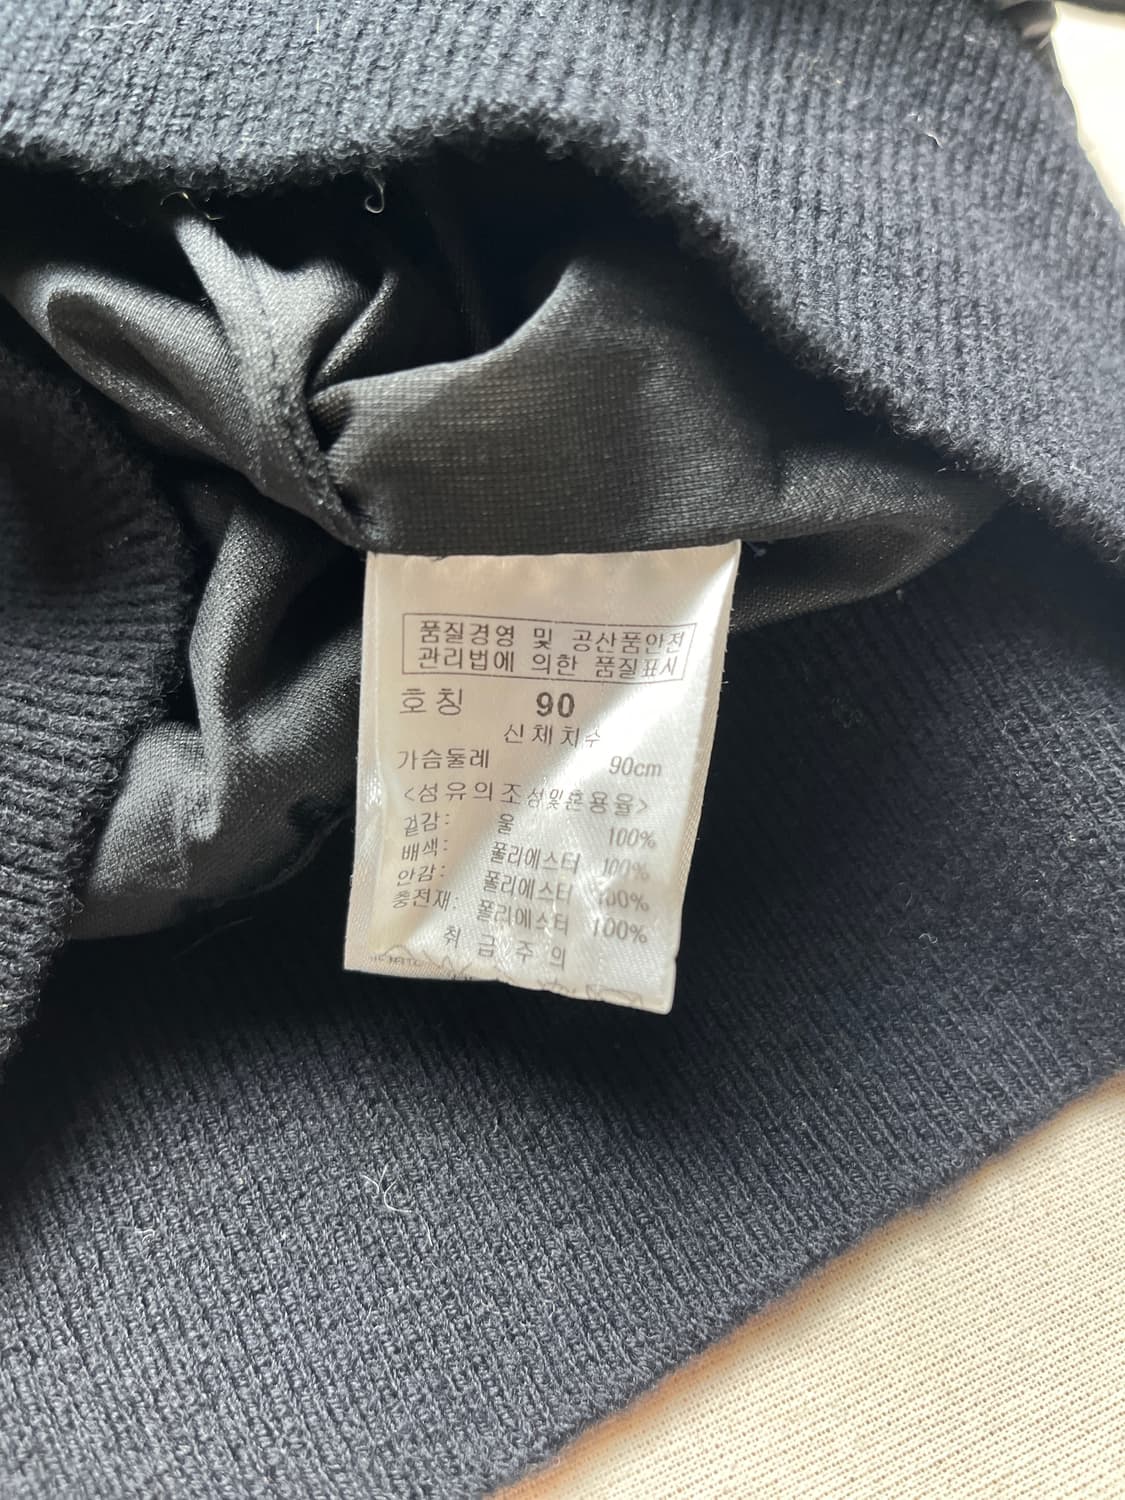 품질경영 및 공산품안전
관리법에 의한 품질표시
호칭 90
신체치수
가슴둘레 90cm
<섬유의조성및혼용율>
겉감: 울 100%
배색: 폴리에스터 100%
안감: 폴리에스터 100%
충전재: 폴리에스터 100%
취급주의